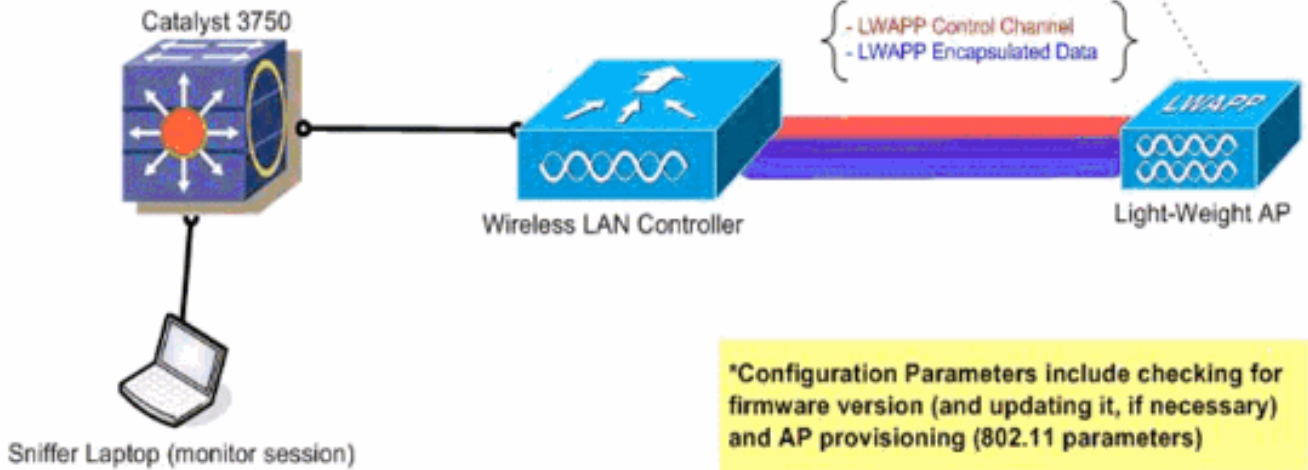 Catalyst 3750
- LWAPP Control Channel
- LWAPP Encapsulated Data
LWAPP
Wireless LAN Controller
Light-Weight AP
Sniffer Laptop (monitor session)
*Configuration Parameters include checking for
firmware version (and updating it, if necessary)
and AP provisioning (802.11 parameters)